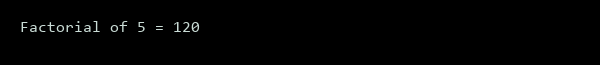 Factorial of 5 = 120